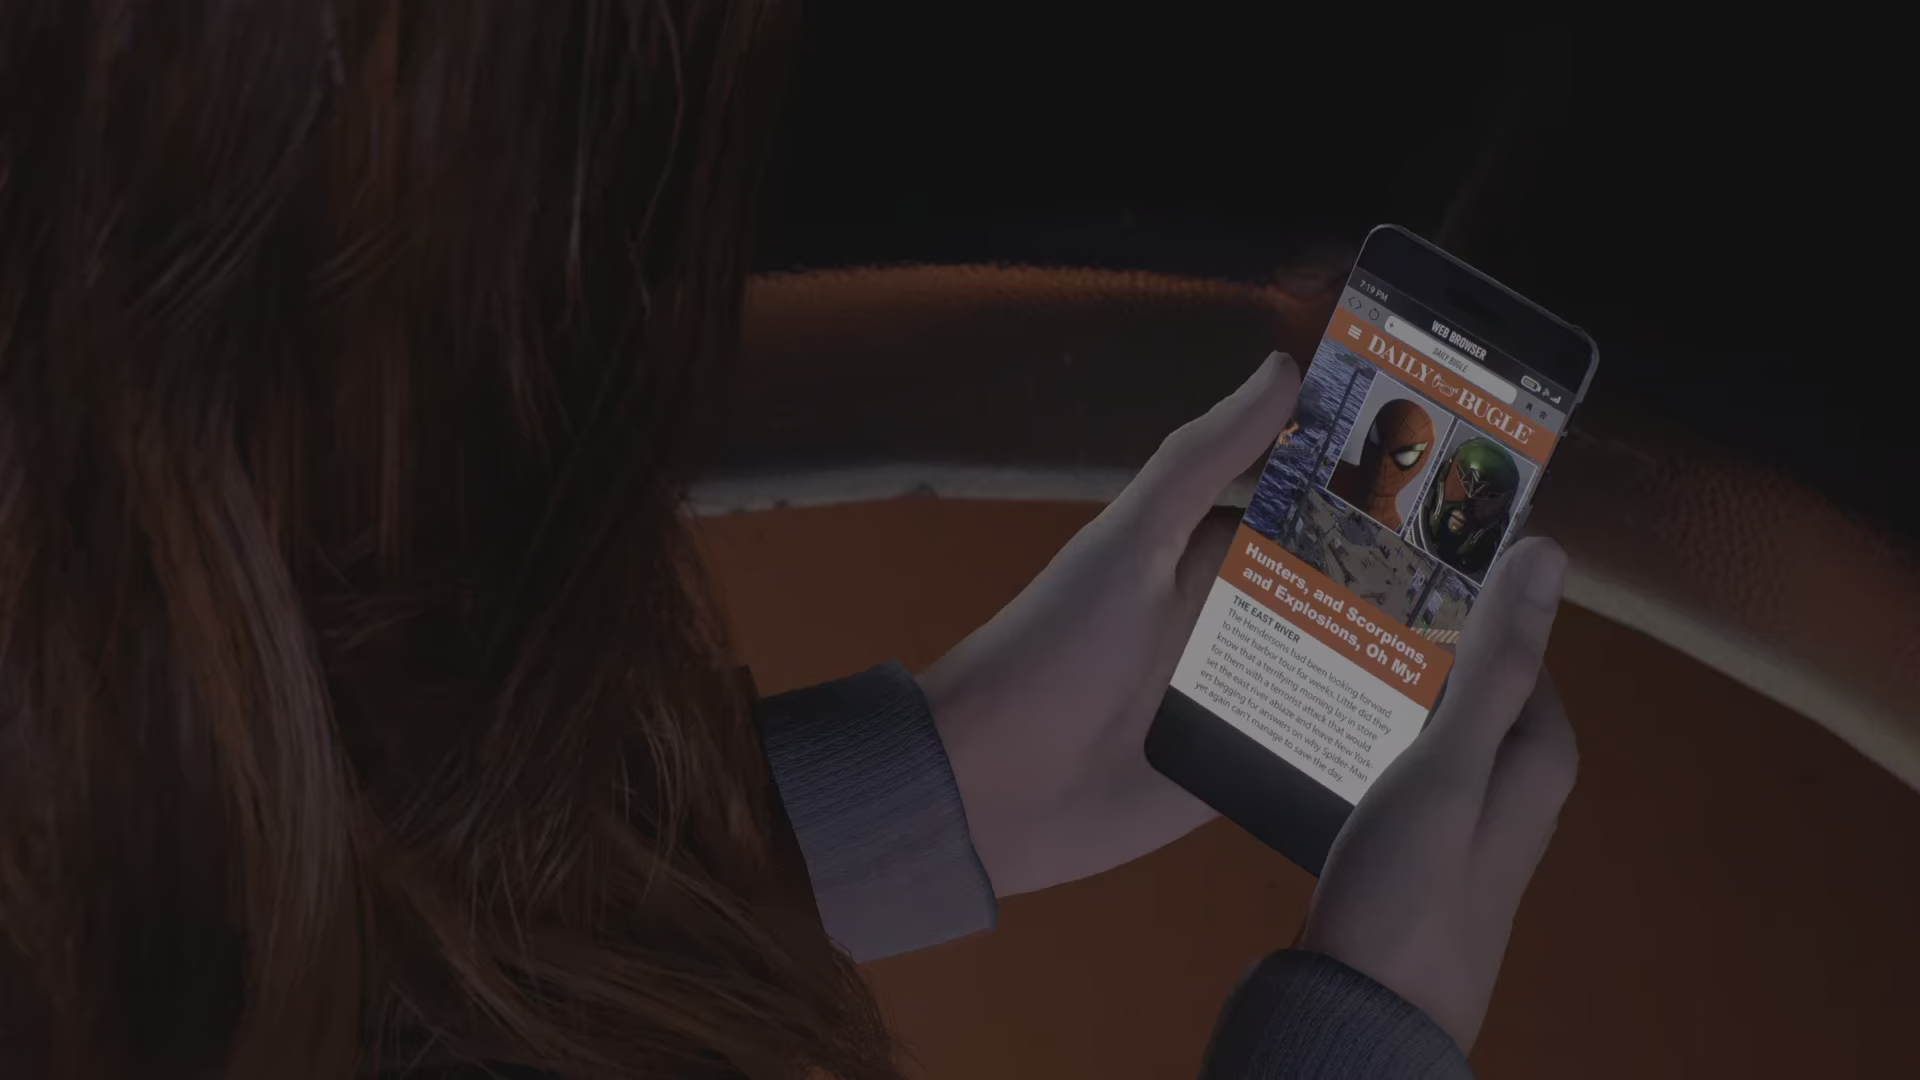 7:19 PM
WEB BROWSER
DAILY BUGLE
DAILY BUGLE
Hunters, and Scorpions,
and Explosions, Oh My!
THE EAST RIVER
The Hendersons had been looking forward
to their harbor tour for weeks. Little did they
know that a terrifying morning lay in store
for them with a terrorist attack that would
set the east river ablaze and leave New York-
ers begging for answers on why Spider-Man
yet again can't manage to save the day.